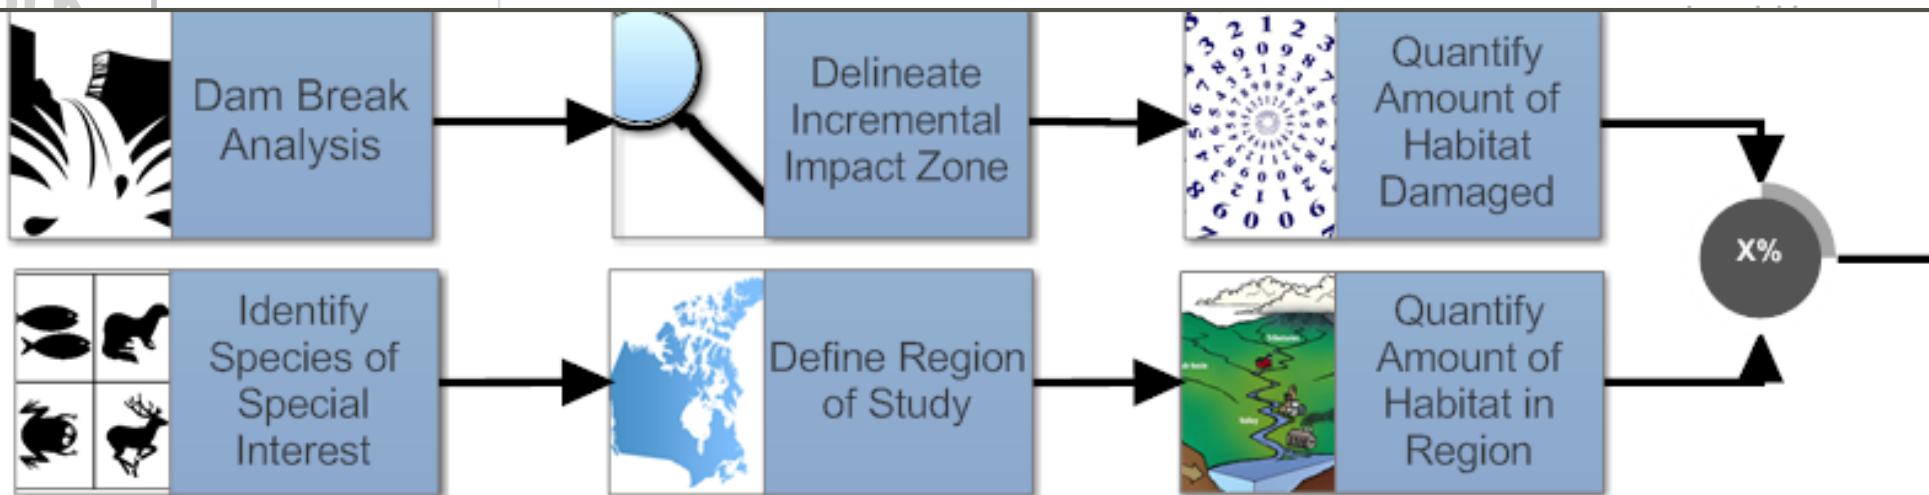 Dam Break
Analysis
Delineate
Incremental
Impact Zone
Quantify
Amount of
Habitat
Damaged
X%
Identify
Species of
Special
Interest
Define Region
of Study
Quantify
Amount of
Habitat in
Region
Valley